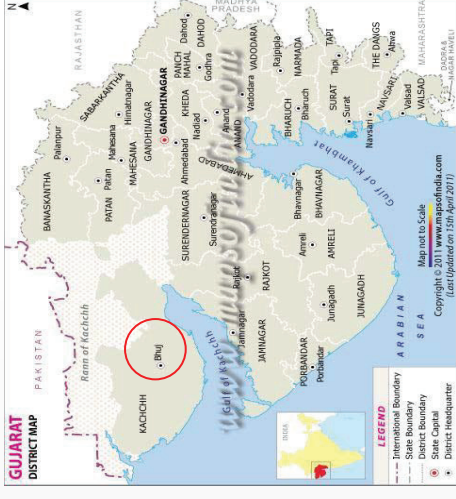 GUJARAT
DISTRICT MAP
N
PAKISTAN
RAJASTHAN
MADHYA
PRADESH
MAHARASHTRA
DADRA &
NAGAR HAVELI
Rann of Kachchh
KACHCHH
Bhuj
Gulf of Kachchh
BANASKANTHA
Palanpur
PATAN
Patan
SABARKANTHA
Himatnagar
Mahesana
MAHESANA
GANDHINAGAR
GANDHINAGAR
Ahmedabad
AHMEDABAD
KHEDA
Nadiad
PANCH
MAHAL
Godhra
Dahod
DAHOD
SURENDERNAGAR
Surendranagar
Anand
ANAND
Vadodara
VADODARA
Rajkot
RAJKOT
Jamnagar
JAMNAGAR
PORBANDAR
Porbandar
Junagadh
JUNAGADH
Amreli
AMRELI
Bhavnagar
BHAVNAGAR
Gulf of Khambhat
BHARUCH
Bharuch
NARMADA
Rajpipla
SURAT
Surat
TAPI
Tapi
THE DANGS
Ahwa
NAVSARI
Navsari
Valsad
VALSAD
ARABIAN
SEA
www.mapsofindia.com
Map not to Scale
Copyright © 2011 www.mapsofindia.com
(Last Updated on 15th April 2011)
INDIA
LEGEND
International Boundary
State Boundary
District Boundary
State Capital
District Headquarter